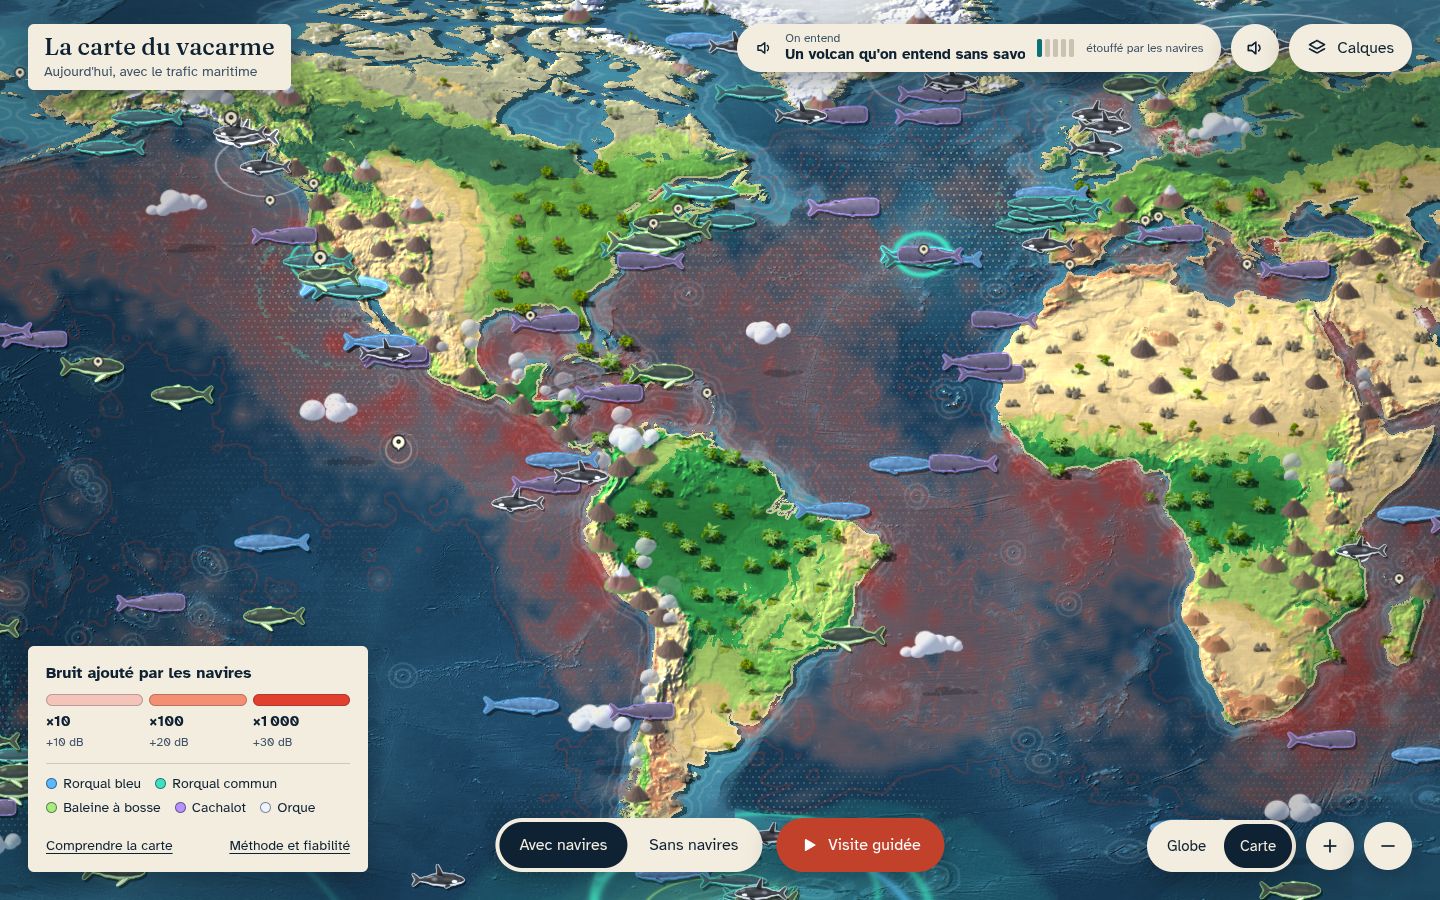 La carte du vacarme
Aujourd'hui, avec le trafic maritime
On entend
Un volcan qu'on entend sans savo
étouffé par les navires
Calques
Bruit ajouté par les navires
×10 ×100 ×1 000
+10 dB +20 dB +30 dB
Rorqual bleu Rorqual commun
Baleine à bosse Cachalot Orque
Comprendre la carte Méthode et fiabilité
Avec navires Sans navires Visite guidée
Globe Carte + −